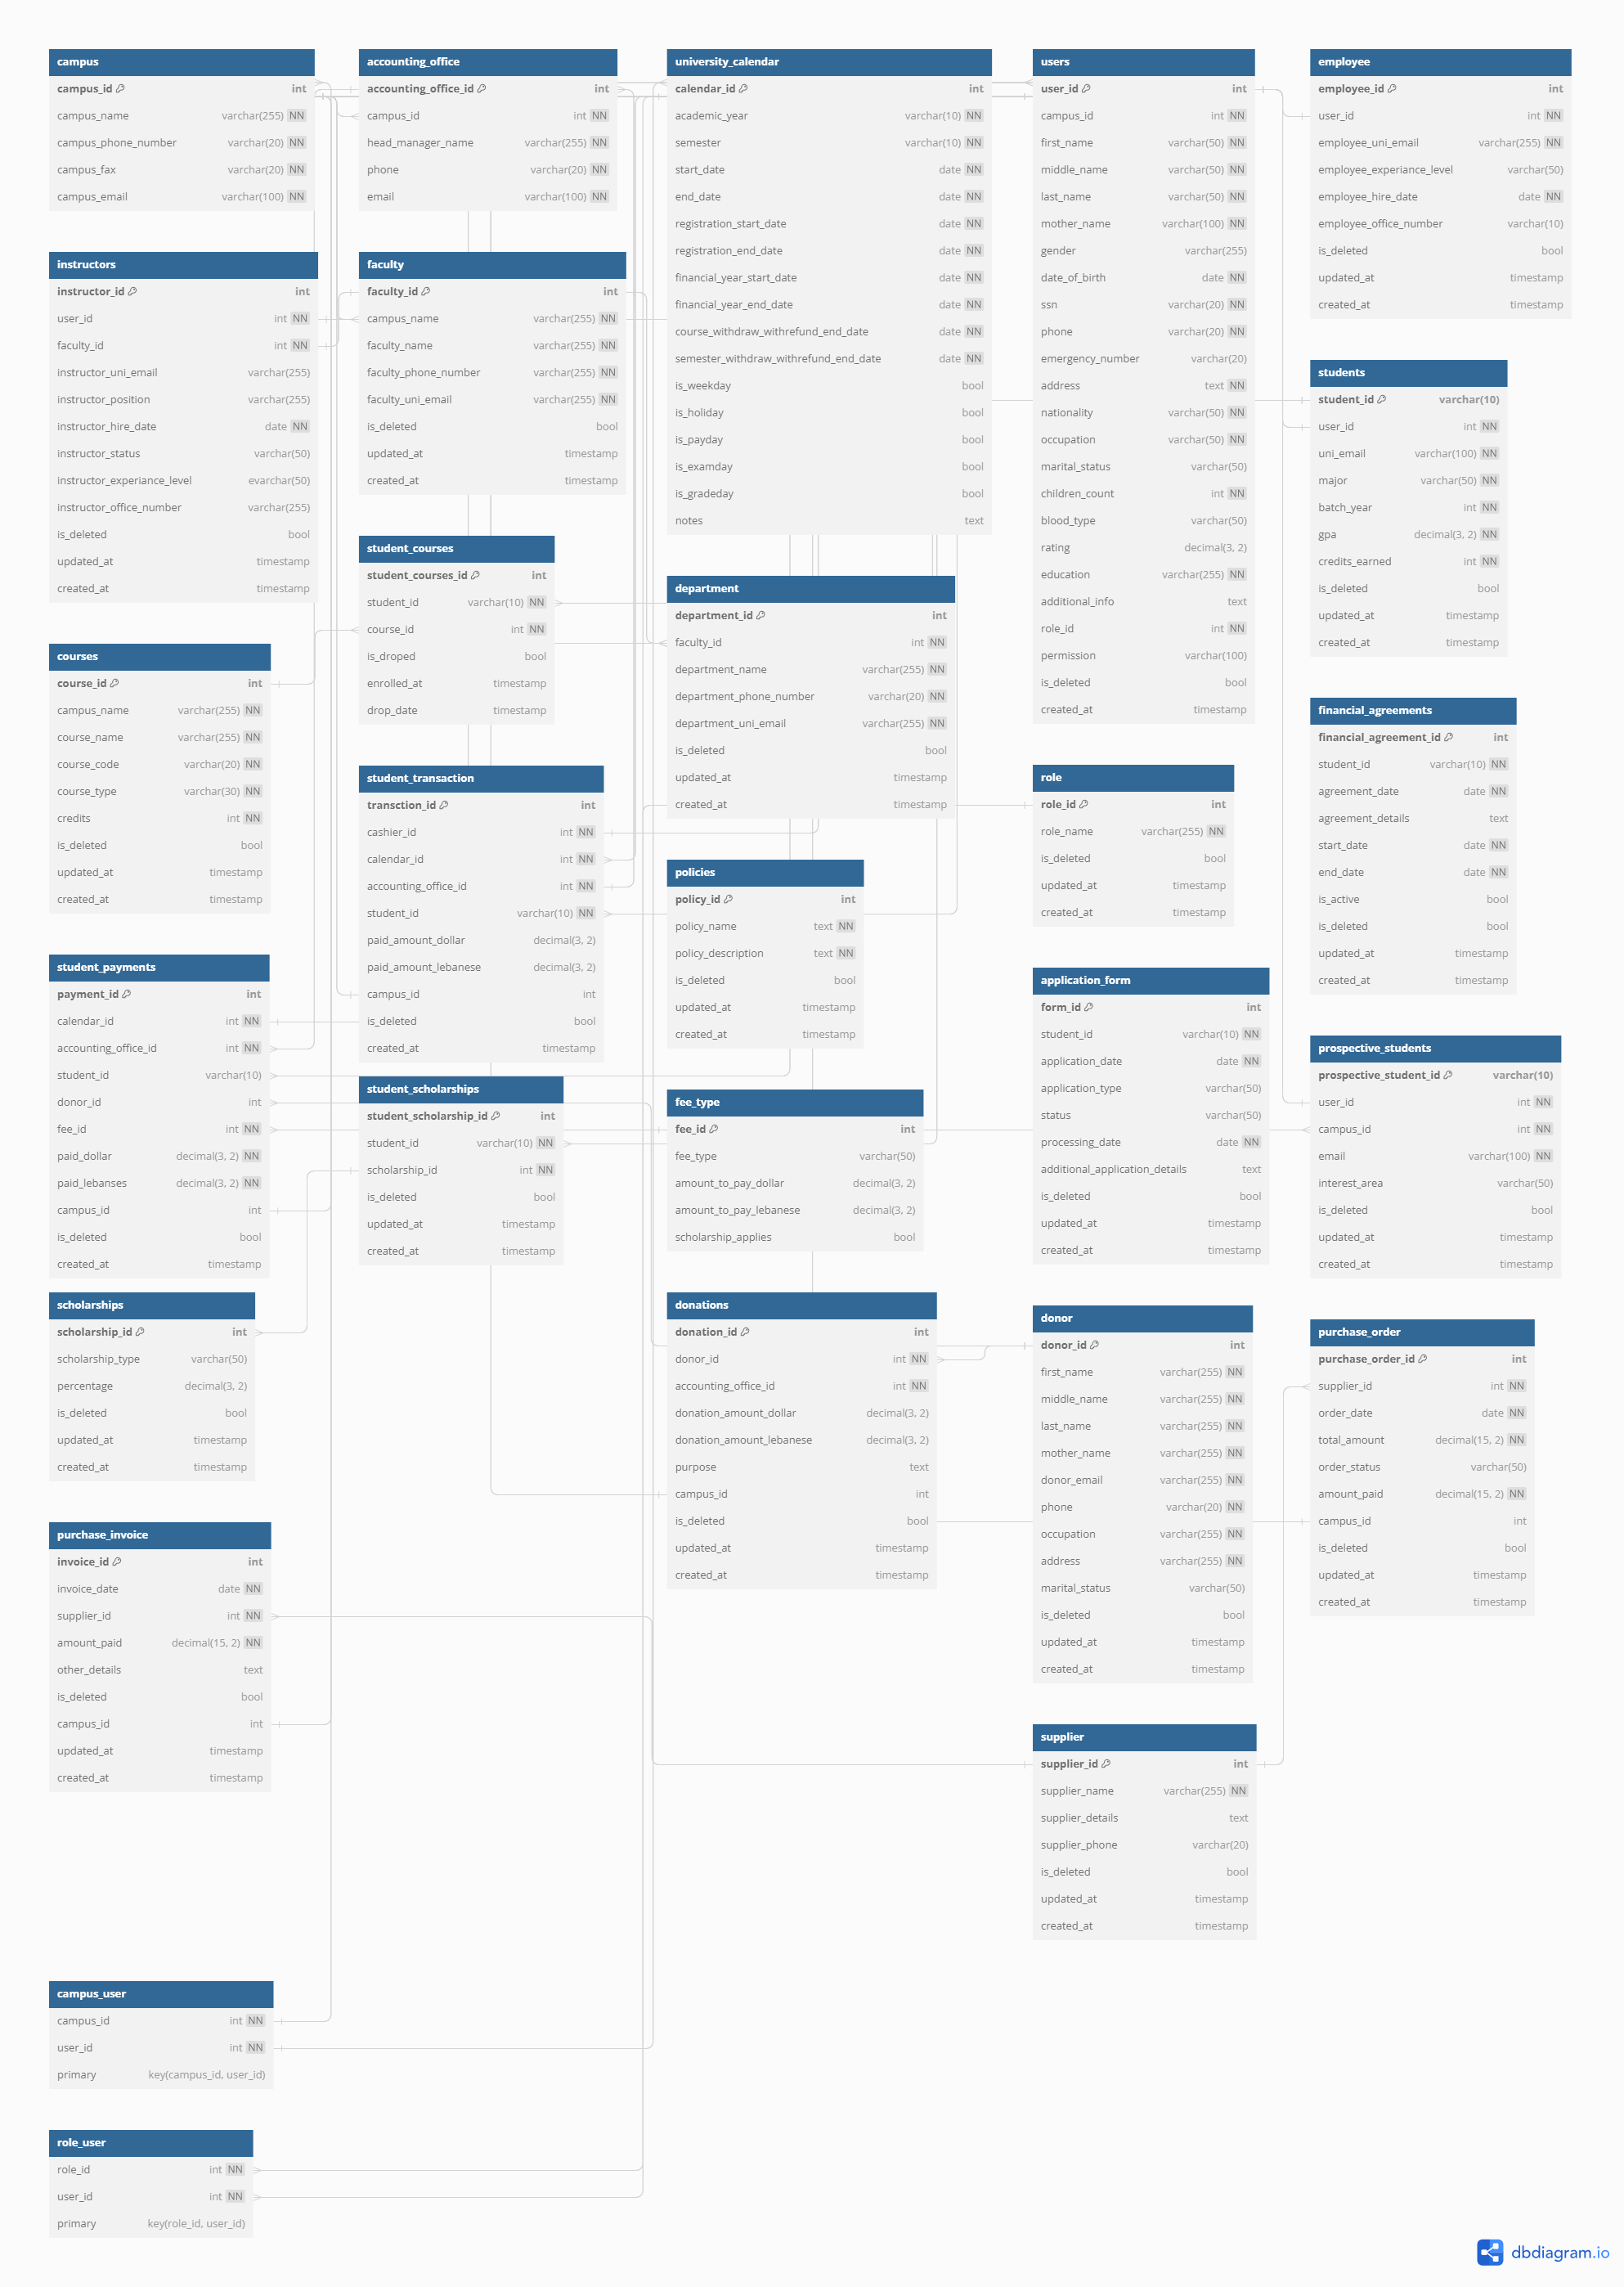 campus
campus_id int
campus_name varchar(255) NN
campus_phone_number varchar(20) NN
campus_fax varchar(20) NN
campus_email varchar(100) NN
accounting_office
accounting_office_id int
campus_id int NN
head_manager_name varchar(255) NN
phone varchar(20) NN
email varchar(100) NN
university_calendar
calendar_id int
academic_year varchar(10) NN
semester varchar(10) NN
start_date date NN
end_date date NN
registration_start_date date NN
registration_end_date date NN
financial_year_start_date date NN
financial_year_end_date date NN
course_withdraw_withrefund_end_date date NN
semester_withdraw_withrefund_end_date date NN
is_weekday bool
is_holiday bool
is_payday bool
is_examday bool
is_gradeday bool
notes text
users
user_id int
campus_id int NN
first_name varchar(50) NN
middle_name varchar(50) NN
last_name varchar(50) NN
mother_name varchar(100) NN
gender varchar(255)
date_of_birth date NN
ssn varchar(20) NN
phone varchar(20) NN
emergency_number varchar(20)
address text NN
nationality varchar(50) NN
occupation varchar(50) NN
marital_status varchar(50)
children_count int NN
blood_type varchar(50)
rating decimal(3, 2)
education varchar(255) NN
additional_info text
role_id int NN
permission varchar(100)
is_deleted bool
created_at timestamp
employee
employee_id int
user_id int NN
employee_uni_email varchar(255) NN
employee_experiance_level varchar(50)
employee_hire_date date NN
employee_office_number varchar(10)
is_deleted bool
updated_at timestamp
created_at timestamp
instructors
instructor_id int
user_id int NN
faculty_id int NN
instructor_uni_email varchar(255)
instructor_position varchar(255)
instructor_hire_date date NN
instructor_status varchar(50)
instructor_experiance_level evarchar(50)
instructor_office_number varchar(255)
is_deleted bool
updated_at timestamp
created_at timestamp
faculty
faculty_id int
campus_name varchar(255) NN
faculty_name varchar(255) NN
faculty_phone_number varchar(255) NN
faculty_uni_email varchar(255) NN
is_deleted bool
updated_at timestamp
created_at timestamp
students
student_id varchar(10)
user_id int NN
uni_email varchar(100) NN
major varchar(50) NN
batch_year int NN
gpa decimal(3, 2) NN
credits_earned int NN
is_deleted bool
updated_at timestamp
created_at timestamp
student_courses
student_courses_id int
student_id varchar(10) NN
course_id int NN
is_droped bool
enrolled_at timestamp
drop_date timestamp
department
department_id int
faculty_id int NN
department_name varchar(255) NN
department_phone_number varchar(20) NN
department_uni_email varchar(255) NN
is_deleted bool
updated_at timestamp
created_at timestamp
courses
course_id int
campus_name varchar(255) NN
course_name varchar(255) NN
course_code varchar(20) NN
course_type varchar(30) NN
credits int NN
is_deleted bool
updated_at timestamp
created_at timestamp
financial_agreements
financial_agreement_id int
student_id varchar(10) NN
agreement_date date NN
agreement_details text
start_date date NN
end_date date NN
is_active bool
is_deleted bool
updated_at timestamp
created_at timestamp
student_transaction
transction_id int
cashier_id int NN
calendar_id int NN
accounting_office_id int NN
student_id varchar(10) NN
paid_amount_dollar decimal(3, 2)
paid_amount_lebanese decimal(3, 2)
campus_id int
is_deleted bool
created_at timestamp
role
role_id int
role_name varchar(255) NN
is_deleted bool
updated_at timestamp
created_at timestamp
policies
policy_id int
policy_name text NN
policy_description text NN
is_deleted bool
updated_at timestamp
created_at timestamp
student_payments
payment_id int
calendar_id int NN
accounting_office_id int NN
student_id varchar(10)
donor_id int
fee_id int NN
paid_dollar decimal(3, 2) NN
paid_lebanses decimal(3, 2) NN
campus_id int
is_deleted bool
created_at timestamp
application_form
form_id int
student_id varchar(10) NN
application_date date NN
application_type varchar(50)
status varchar(50)
processing_date date NN
additional_application_details text
is_deleted bool
updated_at timestamp
created_at timestamp
prospective_students
prospective_student_id varchar(10)
user_id int NN
campus_id int NN
email varchar(100) NN
interest_area varchar(50)
is_deleted bool
updated_at timestamp
created_at timestamp
student_scholarships
student_scholarship_id int
student_id varchar(10) NN
scholarship_id int NN
is_deleted bool
updated_at timestamp
created_at timestamp
fee_type
fee_id int
fee_type varchar(50)
amount_to_pay_dollar decimal(3, 2)
amount_to_pay_lebanese decimal(3, 2)
scholarship_applies bool
scholarships
scholarship_id int
scholarship_type varchar(50)
percentage decimal(3, 2)
is_deleted bool
updated_at timestamp
created_at timestamp
donations
donation_id int
donor_id int NN
accounting_office_id int NN
donation_amount_dollar decimal(3, 2)
donation_amount_lebanese decimal(3, 2)
purpose text
campus_id int
is_deleted bool
updated_at timestamp
created_at timestamp
donor
donor_id int
first_name varchar(255) NN
middle_name varchar(255) NN
last_name varchar(255) NN
mother_name varchar(255) NN
donor_email varchar(255) NN
phone varchar(20) NN
occupation varchar(255) NN
address varchar(255) NN
marital_status varchar(50)
is_deleted bool
updated_at timestamp
created_at timestamp
purchase_order
purchase_order_id int
supplier_id int NN
order_date date NN
total_amount decimal(15, 2) NN
order_status varchar(50)
amount_paid decimal(15, 2) NN
campus_id int
is_deleted bool
updated_at timestamp
created_at timestamp
purchase_invoice
invoice_id int
invoice_date date NN
supplier_id int NN
amount_paid decimal(15, 2) NN
other_details text
is_deleted bool
campus_id int
updated_at timestamp
created_at timestamp
supplier
supplier_id int
supplier_name varchar(255) NN
supplier_details text
supplier_phone varchar(20)
is_deleted bool
updated_at timestamp
created_at timestamp
campus_user
campus_id int NN
user_id int NN
primary key(campus_id, user_id)
role_user
role_id int NN
user_id int NN
primary key(role_id, user_id)
dbdiagram.io